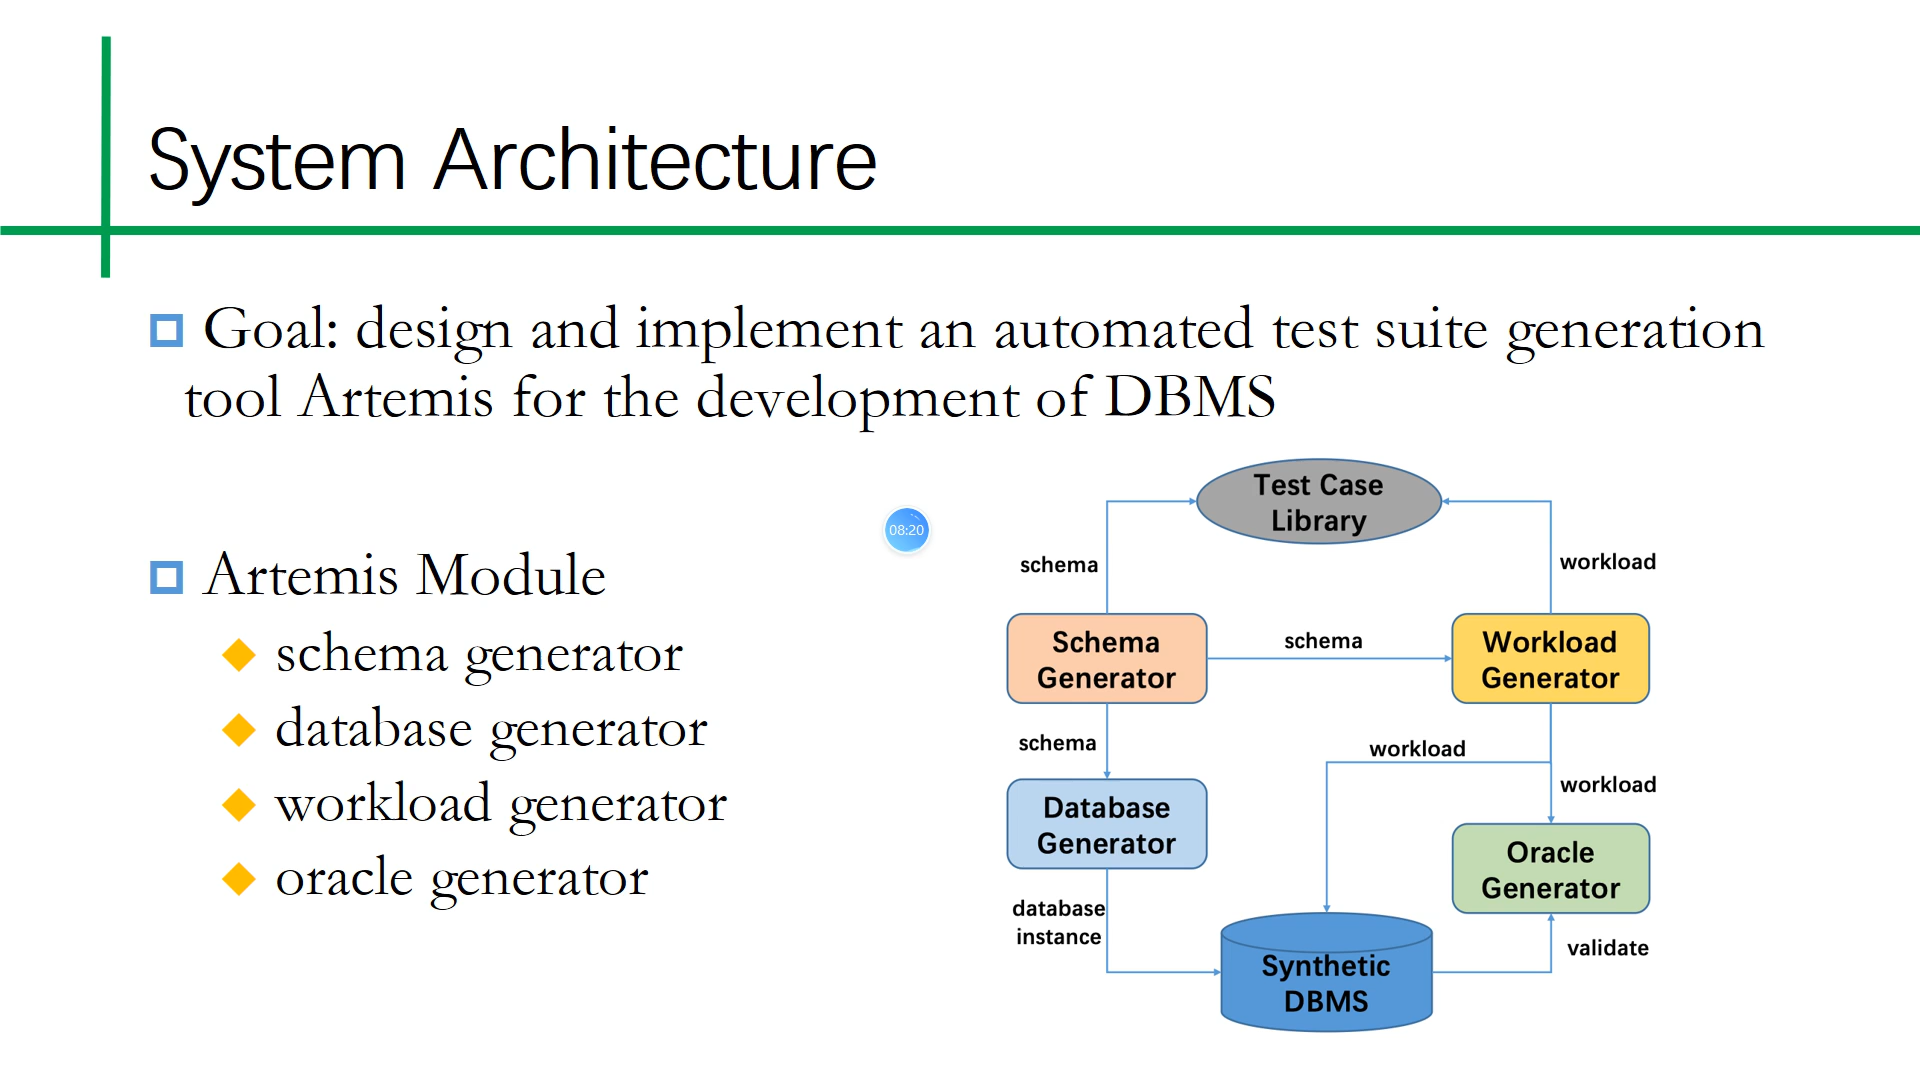 System Architecture
Goal: design and implement an automated test suite generation
tool Artemis for the development of DBMS
08:20
Artemis Module
schema generator
database generator
workload generator
oracle generator
Test Case
Library
schema
workload
Schema
Generator
schema
Workload
Generator
schema
workload
workload
Database
Generator
Oracle
Generator
database
instance
validate
Synthetic
DBMS